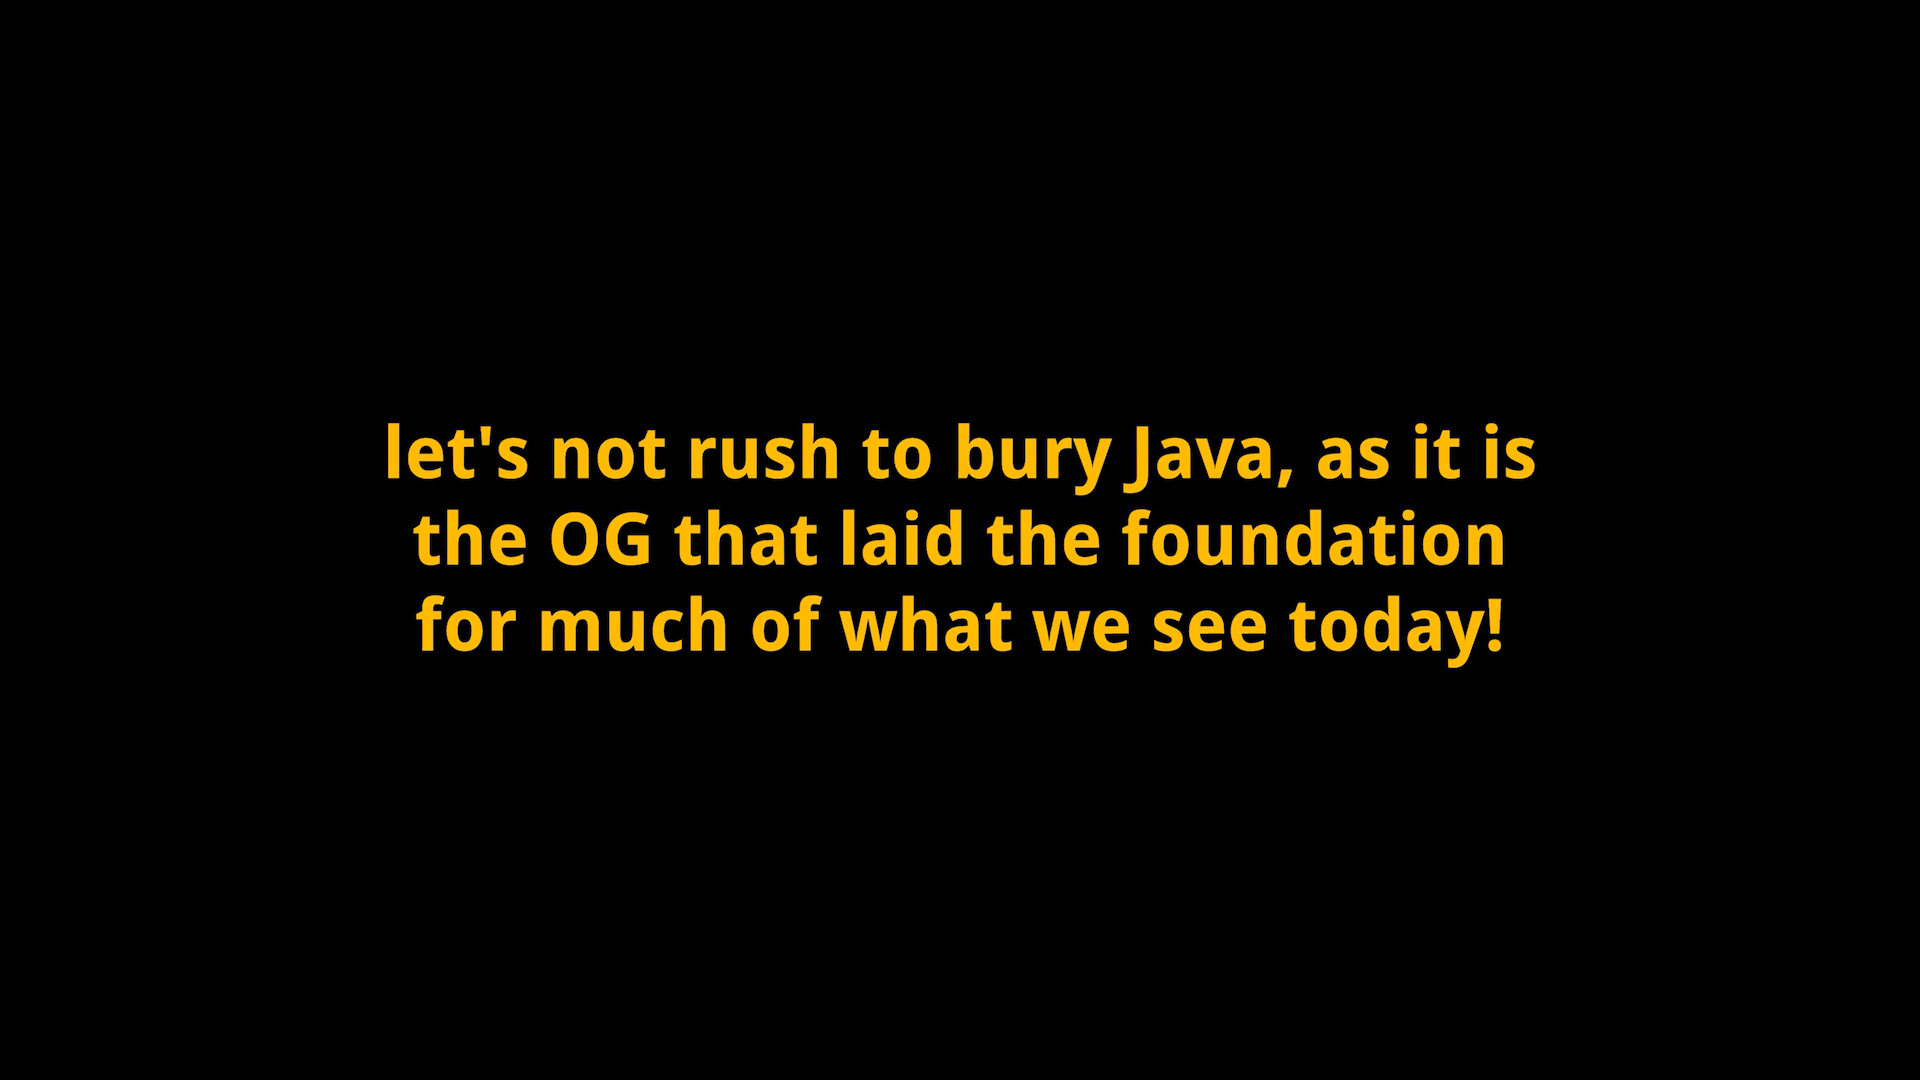 let's not rush to bury Java, as it is
the OG that laid the foundation
for much of what we see today!